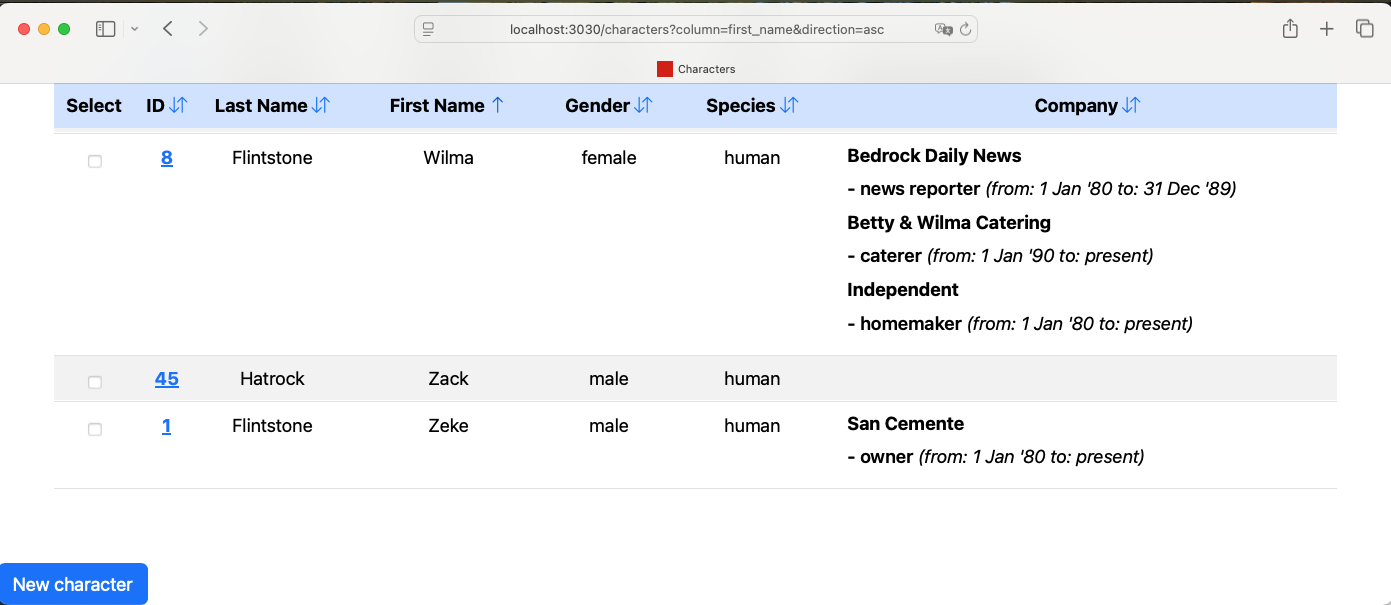 localhost:3030/characters?column=first_name&direction=asc
Characters
Select ID Last Name First Name Gender Species Company
8 Flintstone Wilma female human Bedrock Daily News
- news reporter (from: 1 Jan '80 to: 31 Dec '89)
Betty & Wilma Catering
- caterer (from: 1 Jan '90 to: present)
Independent
- homemaker (from: 1 Jan '80 to: present)
45 Hatrock Zack male human
1 Flintstone Zeke male human San Cemente
- owner (from: 1 Jan '80 to: present)
New character